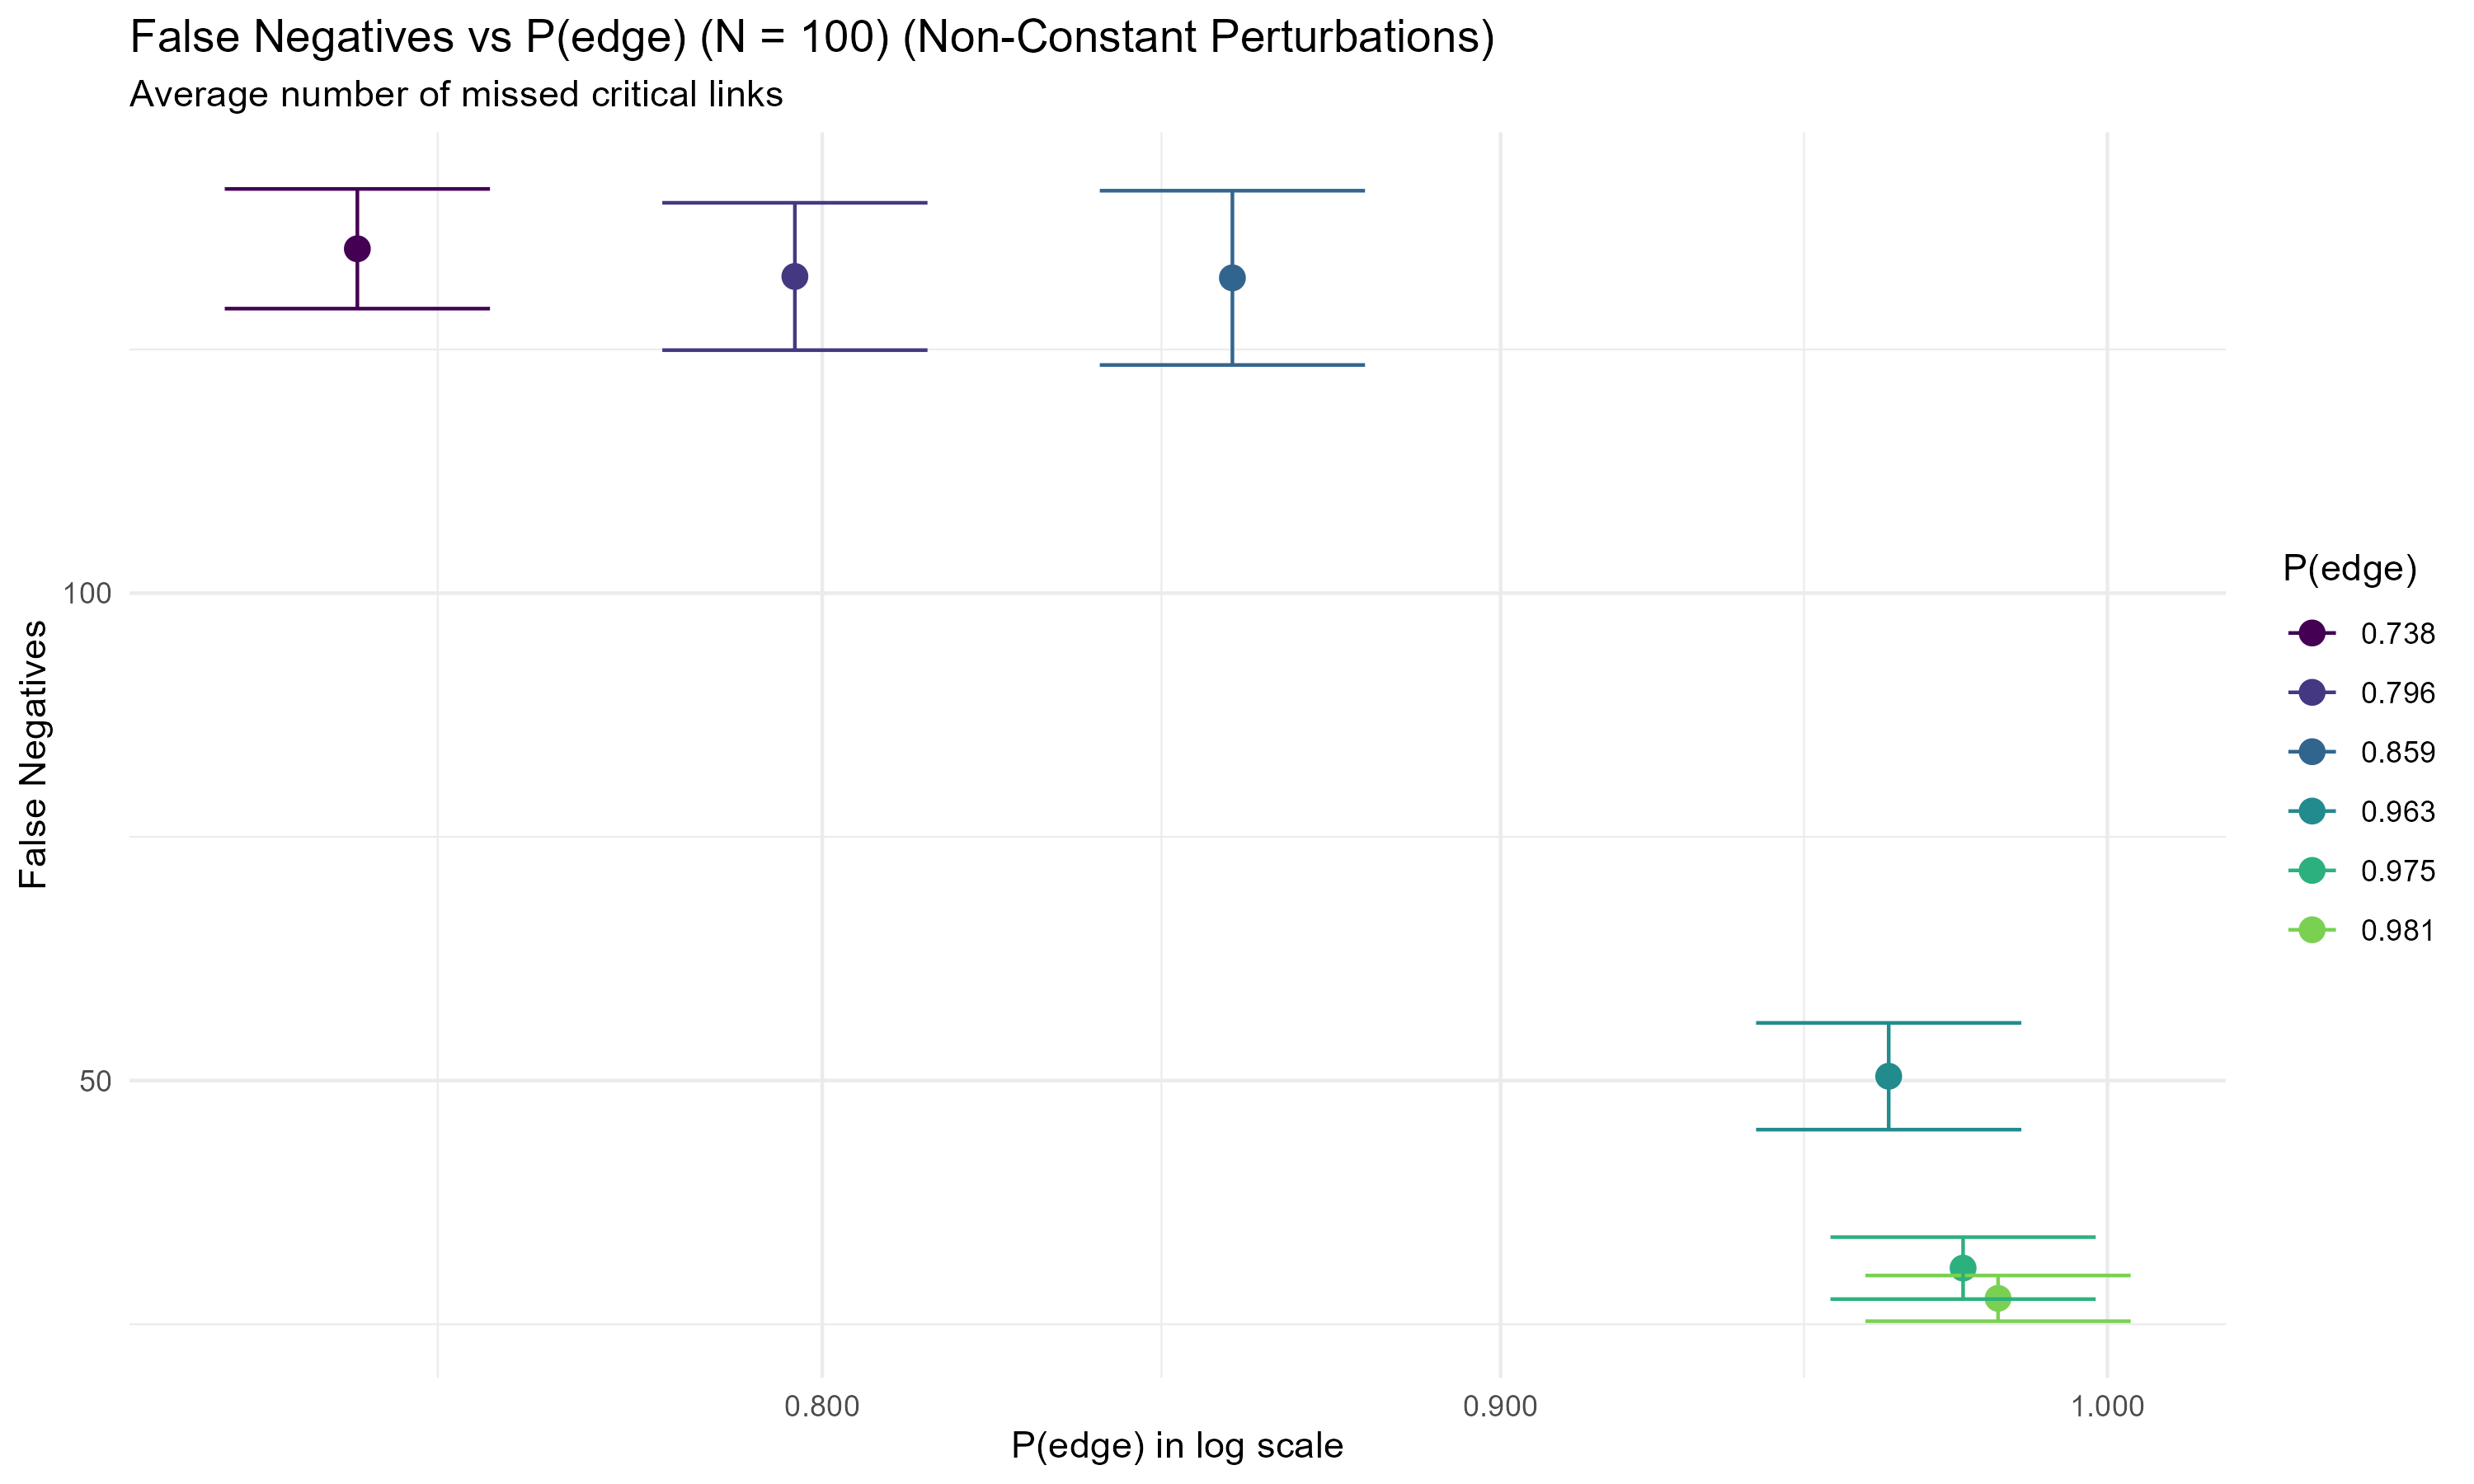 False Negatives vs P(edge) (N = 100) (Non-Constant Perturbations)
Average number of missed critical links
False Negatives
100
50
0.800
0.900
1.000
P(edge) in log scale
P(edge)
0.738
0.796
0.859
0.963
0.975
0.981